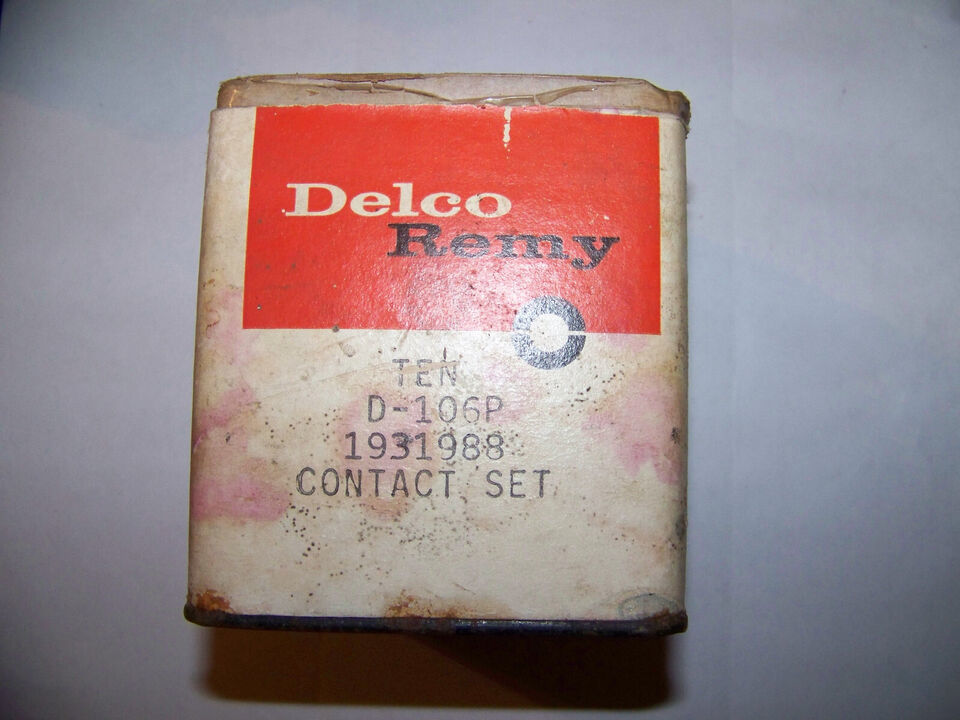 Delco
Remy
TEN
D-106P
1931988
CONTACT SET